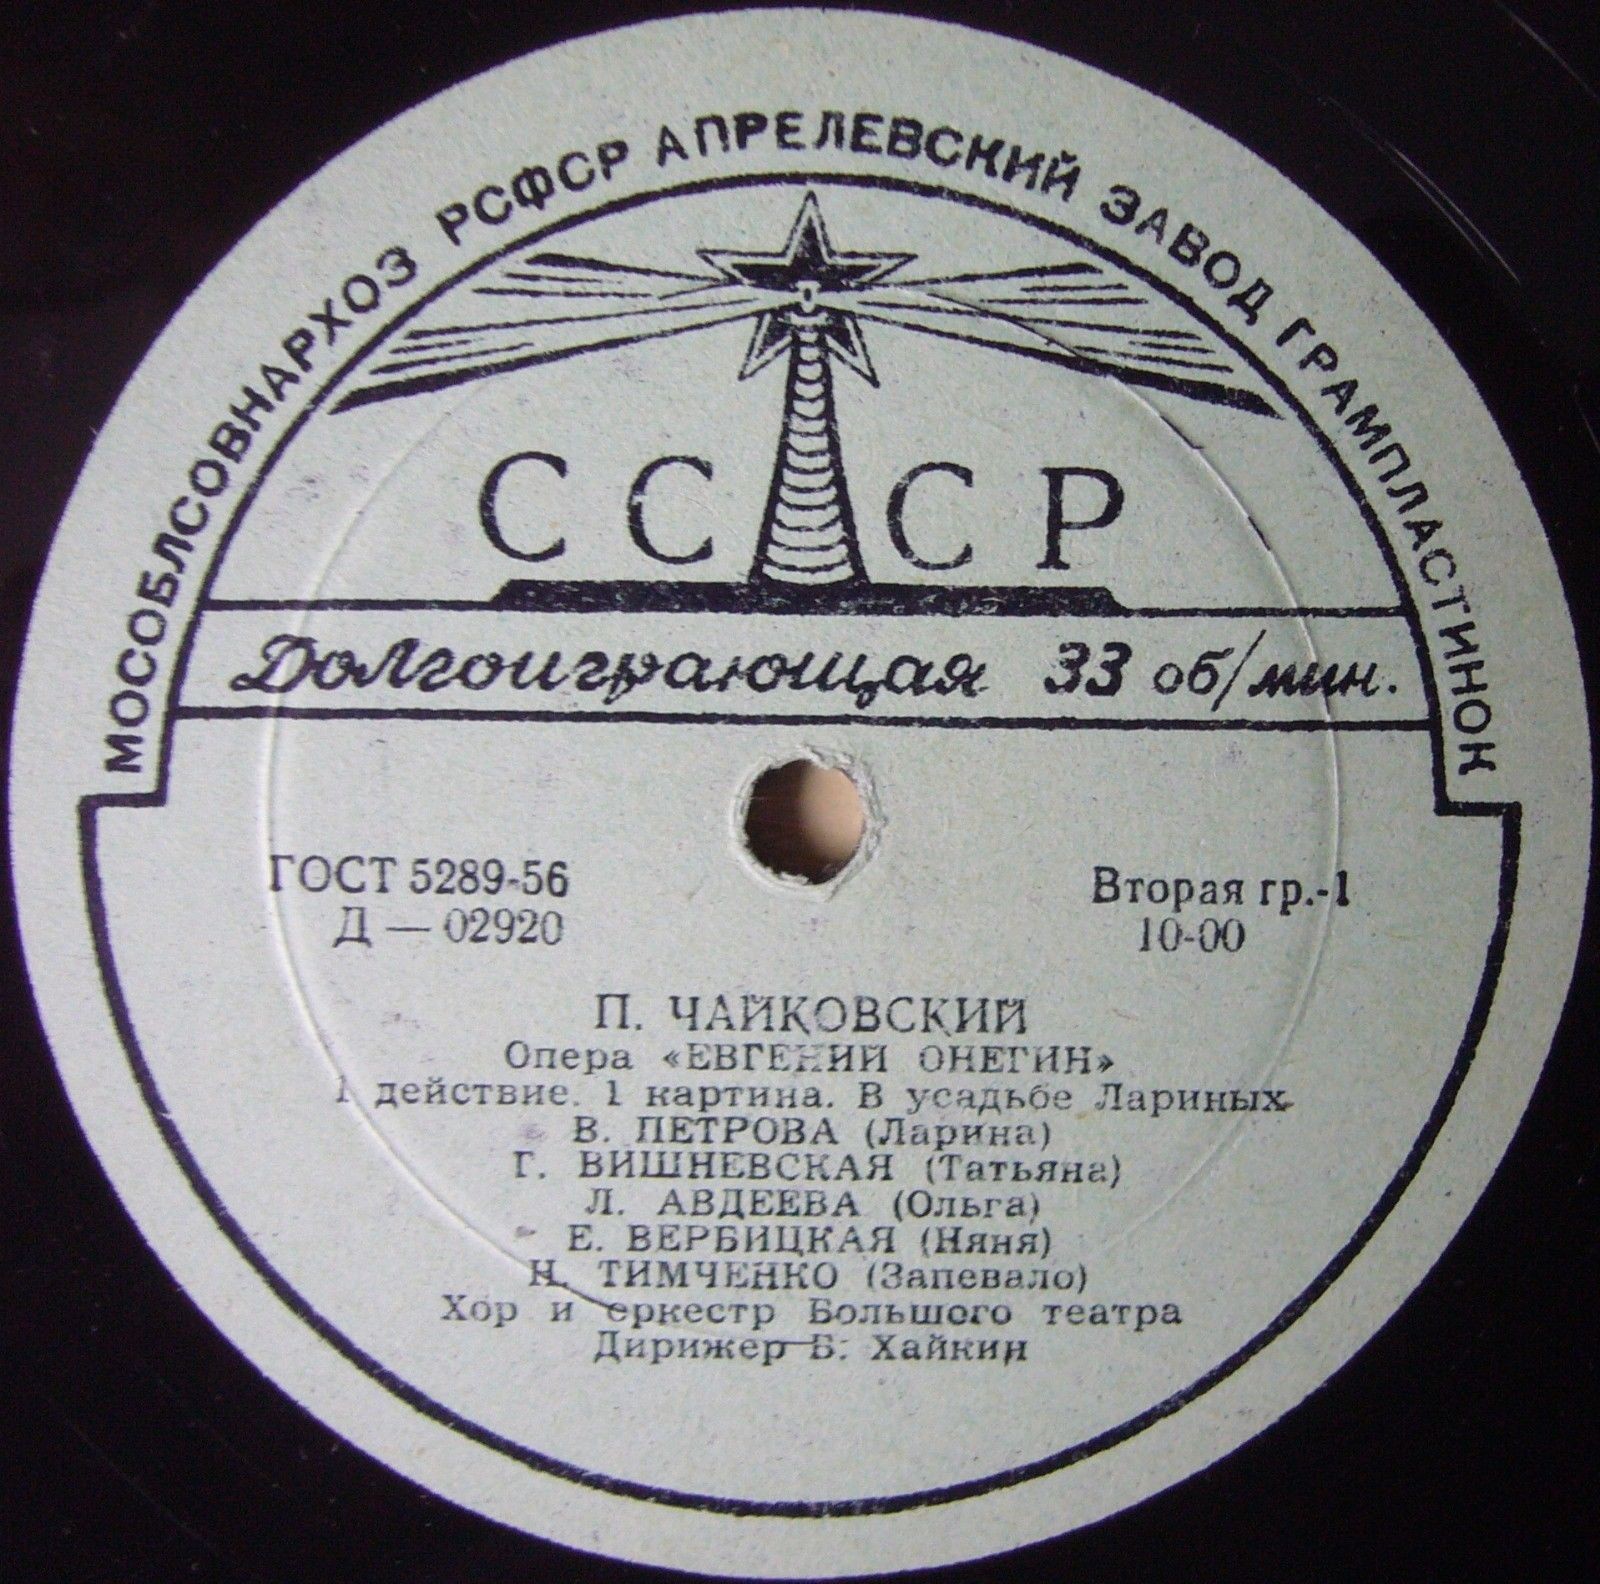 МОСОБЛСОВНАРХОЗ РСФСР АПРЕЛЕВСКИЙ ЗАВОД ГРАМПЛАСТИНОК
СССР
Долгоиграющая 33 об/мин.
ГОСТ 5289-56
Д — 02920
Вторая гр.-1
10-00
П. ЧАЙКОВСКИЙ
Опера «ЕВГЕНИЙ ОНЕГИН»
1 действие. 1 картина. В усадьбе Лариных
В. ПЕТРОВА (Ларина)
Г. ВИШНЕВСКАЯ (Татьяна)
Л. АВДЕЕВА (Ольга)
Е. ВЕРБИЦКАЯ (Няня)
Н. ТИМЧЕНКО (Запевало)
Хор и оркестр Большого театра
Дирижер Б. Хайкин